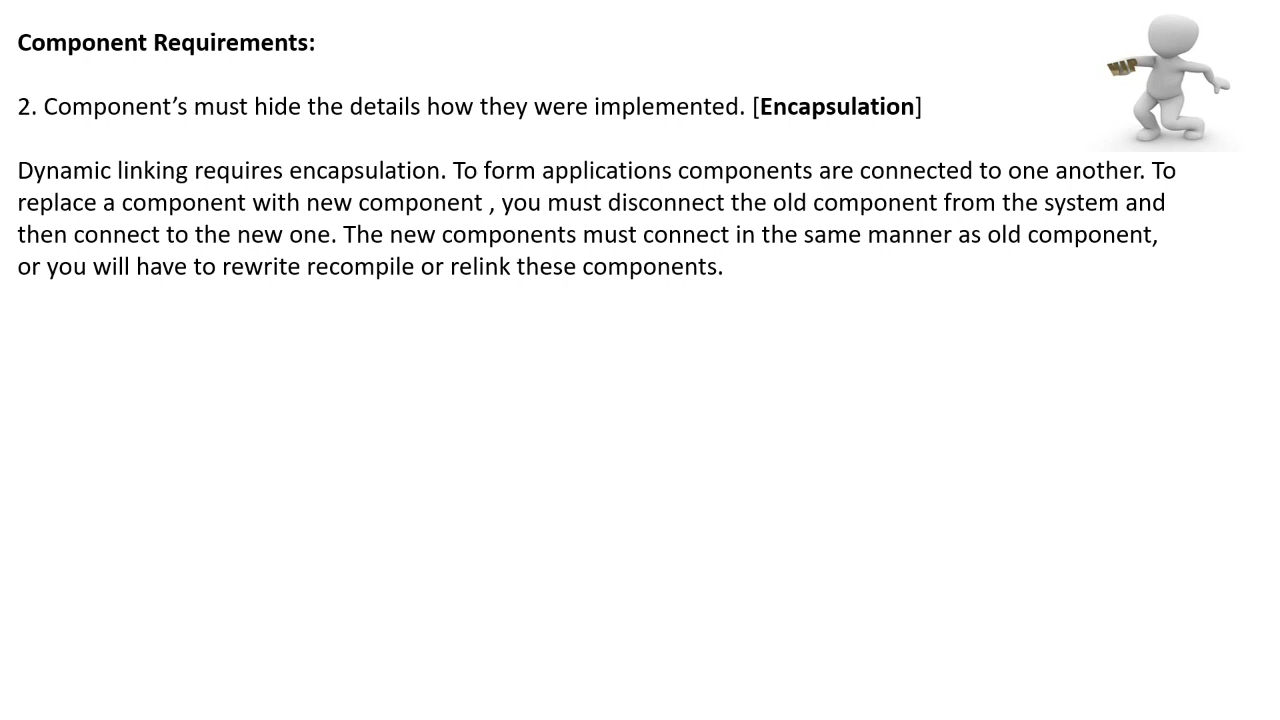 Component Requirements:
2. Component’s must hide the details how they were implemented. [Encapsulation]
Dynamic linking requires encapsulation. To form applications components are connected to one another. To
replace a component with new component , you must disconnect the old component from the system and
then connect to the new one. The new components must connect in the same manner as old component,
or you will have to rewrite recompile or relink these components.